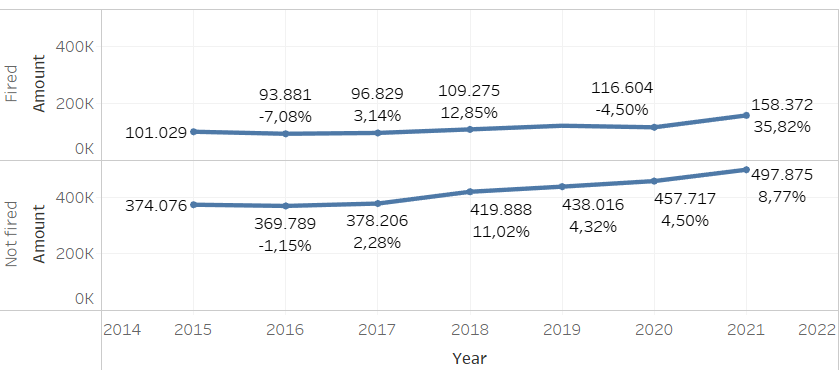 Fired
Amount
400K
200K
0K
101.029
93.881
-7,08%
96.829
3,14%
109.275
12,85%
116.604
-4,50%
158.372
35,82%
Not fired
Amount
400K
200K
0K
374.076
369.789
-1,15%
378.206
2,28%
419.888
11,02%
438.016
4,32%
457.717
4,50%
497.875
8,77%
2014 2015 2016 2017 2018 2019 2020 2021 2022
Year